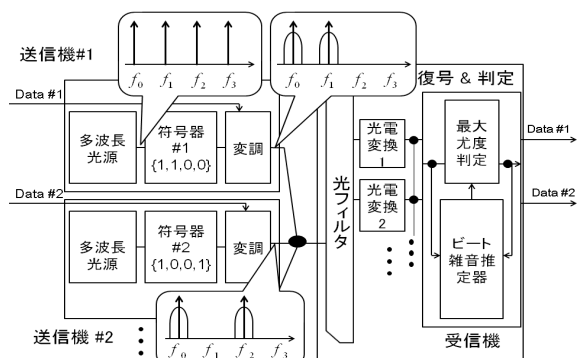 送信機#1
f0 f1 f2 f3
f0 f1 f2 f3
復号 & 判定
Data #1
多波長
光源
符号器
#1
{1,1,0,0}
変調
光電
変換
1
最大
尤度
判定
Data #1
Data #2
多波長
光源
符号器
#2
{1,0,0,1}
変調
光フィルタ
光電
変換
2
ビート
雑音推
定器
Data #2
送信機 #2
f0 f1 f2 f3
受信機